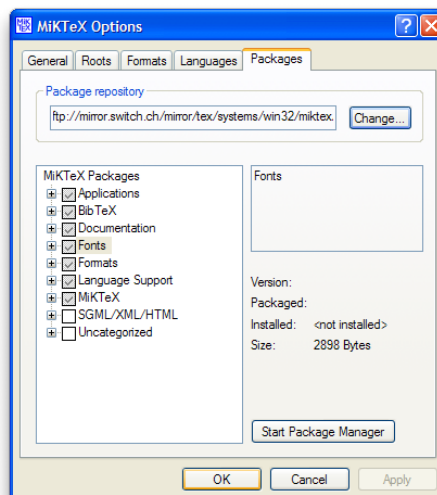 MiKTeX Options
General Roots Formats Languages Packages
Package repository
ftp://mirror.switch.ch/mirror/tex/systems/win32/miktex.
Change...
MiKTeX Packages
Applications
BibTeX
Documentation
Fonts
Formats
Language Support
MiKTeX
SGML/XML/HTML
Uncategorized
Fonts
Version:
Packaged:
Installed: <not installed>
Size: 2898 Bytes
Start Package Manager
OK Cancel Apply